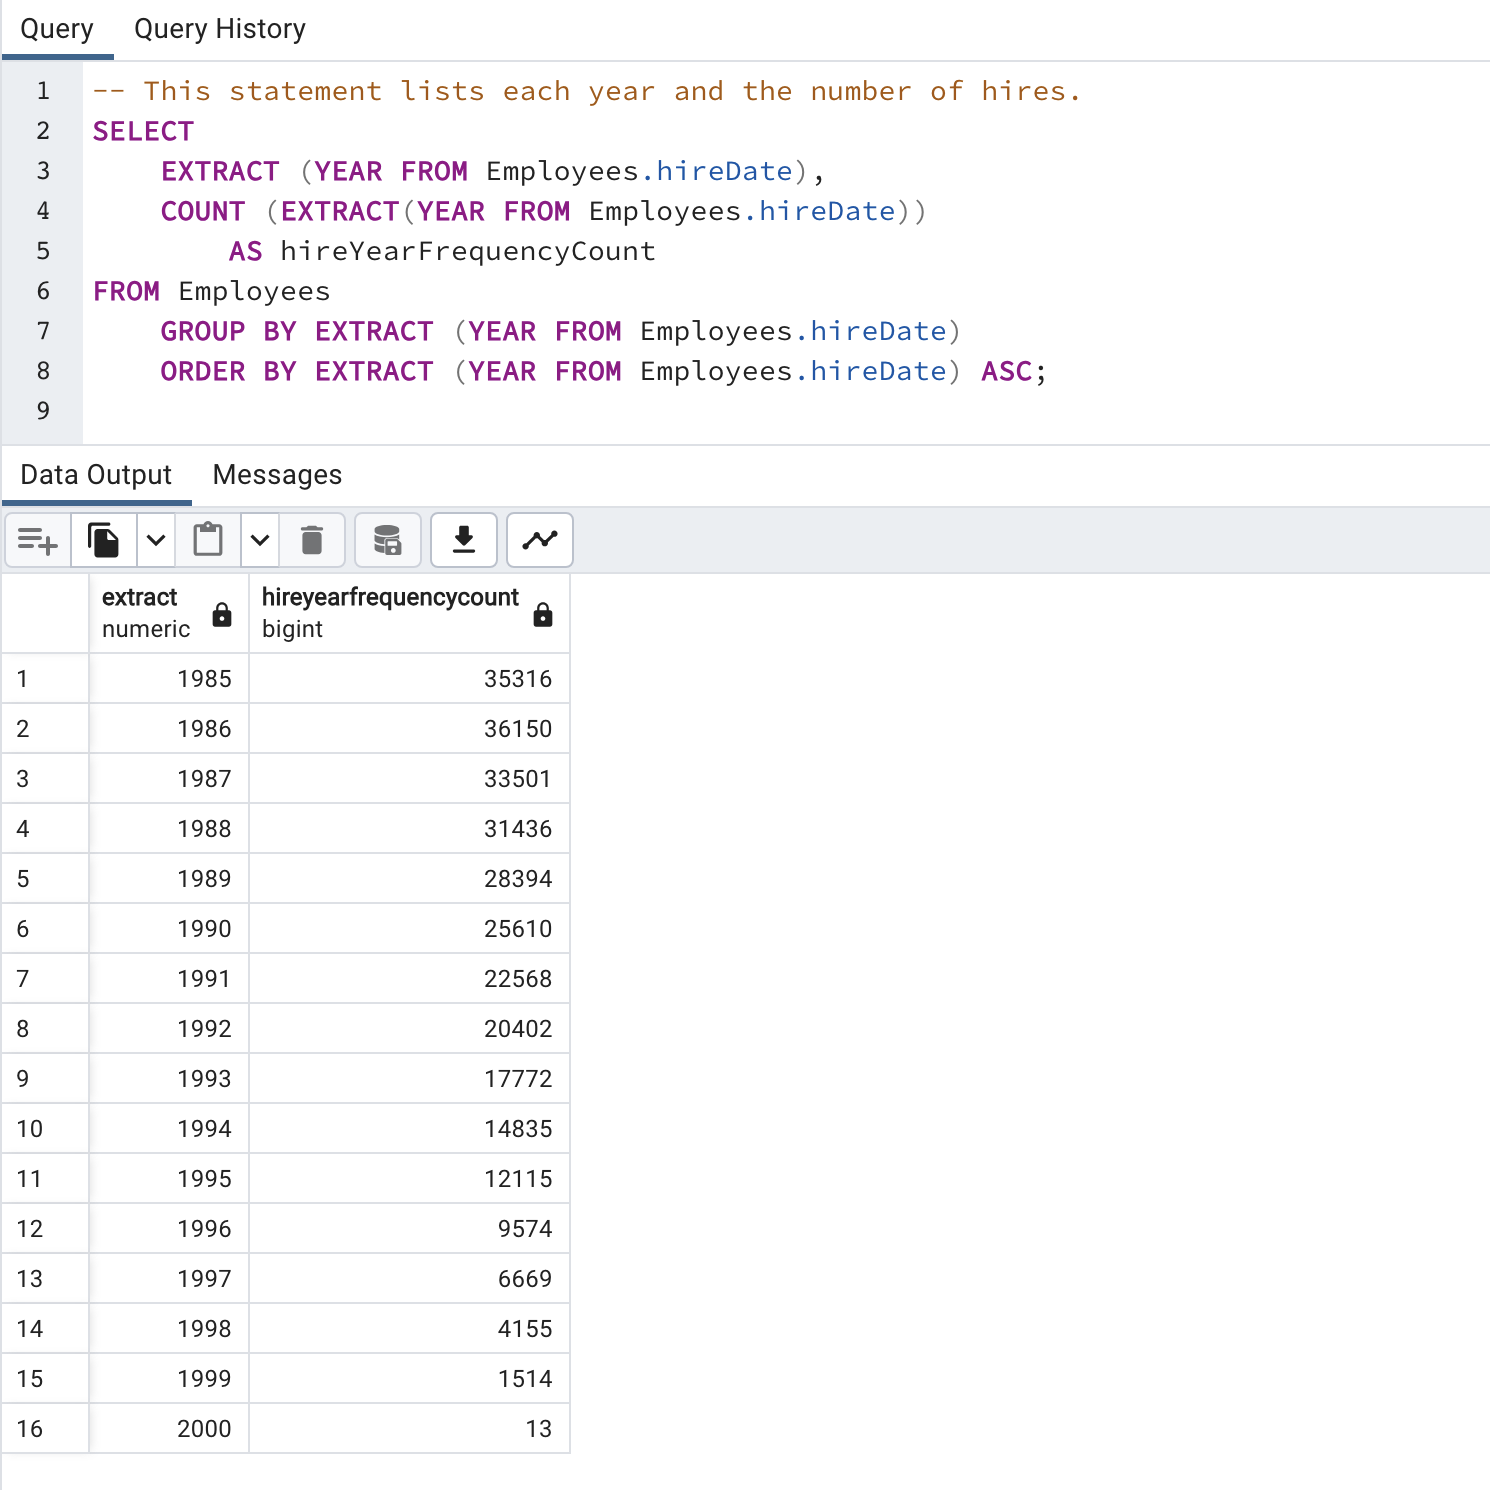 Query Query History
1 -- This statement lists each year and the number of hires.
2 SELECT
3 EXTRACT (YEAR FROM Employees.hireDate),
4 COUNT (EXTRACT(YEAR FROM Employees.hireDate))
5 AS hireYearFrequencyCount
6 FROM Employees
7 GROUP BY EXTRACT (YEAR FROM Employees.hireDate)
8 ORDER BY EXTRACT (YEAR FROM Employees.hireDate) ASC;
9
Data Output Messages
extract hireyearfrequencycount
numeric bigint
1 1985 35316
2 1986 36150
3 1987 33501
4 1988 31436
5 1989 28394
6 1990 25610
7 1991 22568
8 1992 20402
9 1993 17772
10 1994 14835
11 1995 12115
12 1996 9574
13 1997 6669
14 1998 4155
15 1999 1514
16 2000 13